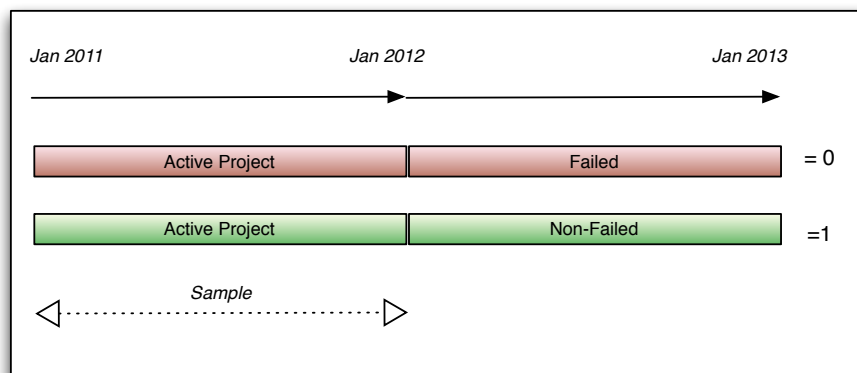 Jan 2011 Jan 2012 Jan 2013
Active Project Failed = 0
Active Project Non-Failed =1
Sample